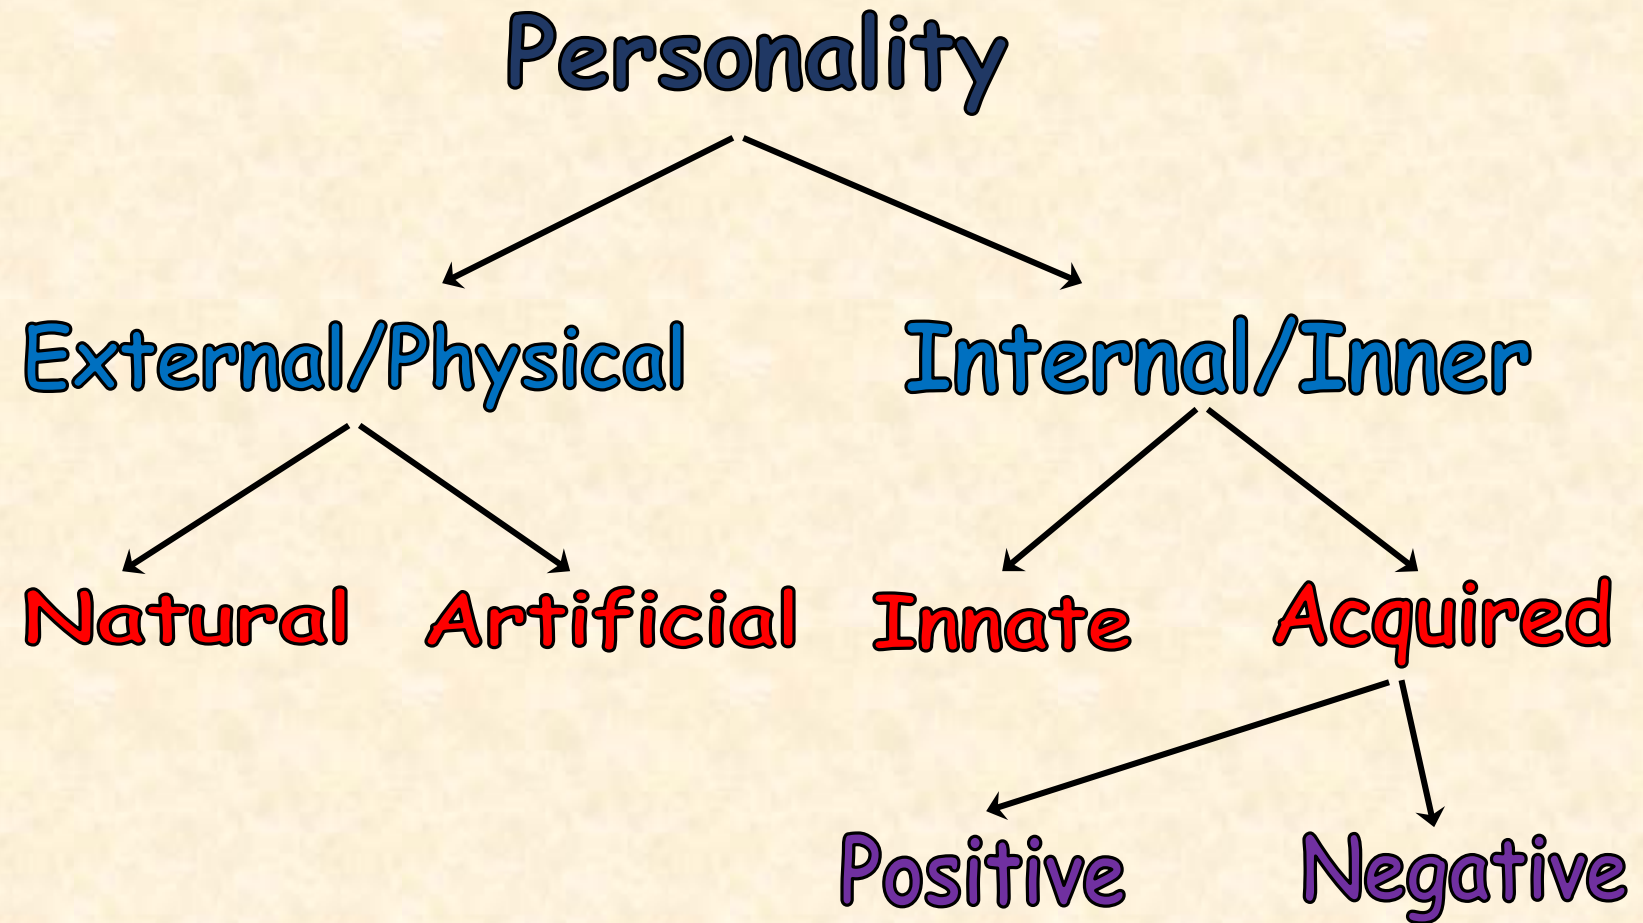 Personality
External/Physical
Internal/Inner
Natural
Artificial
Innate
Acquired
Positive
Negative